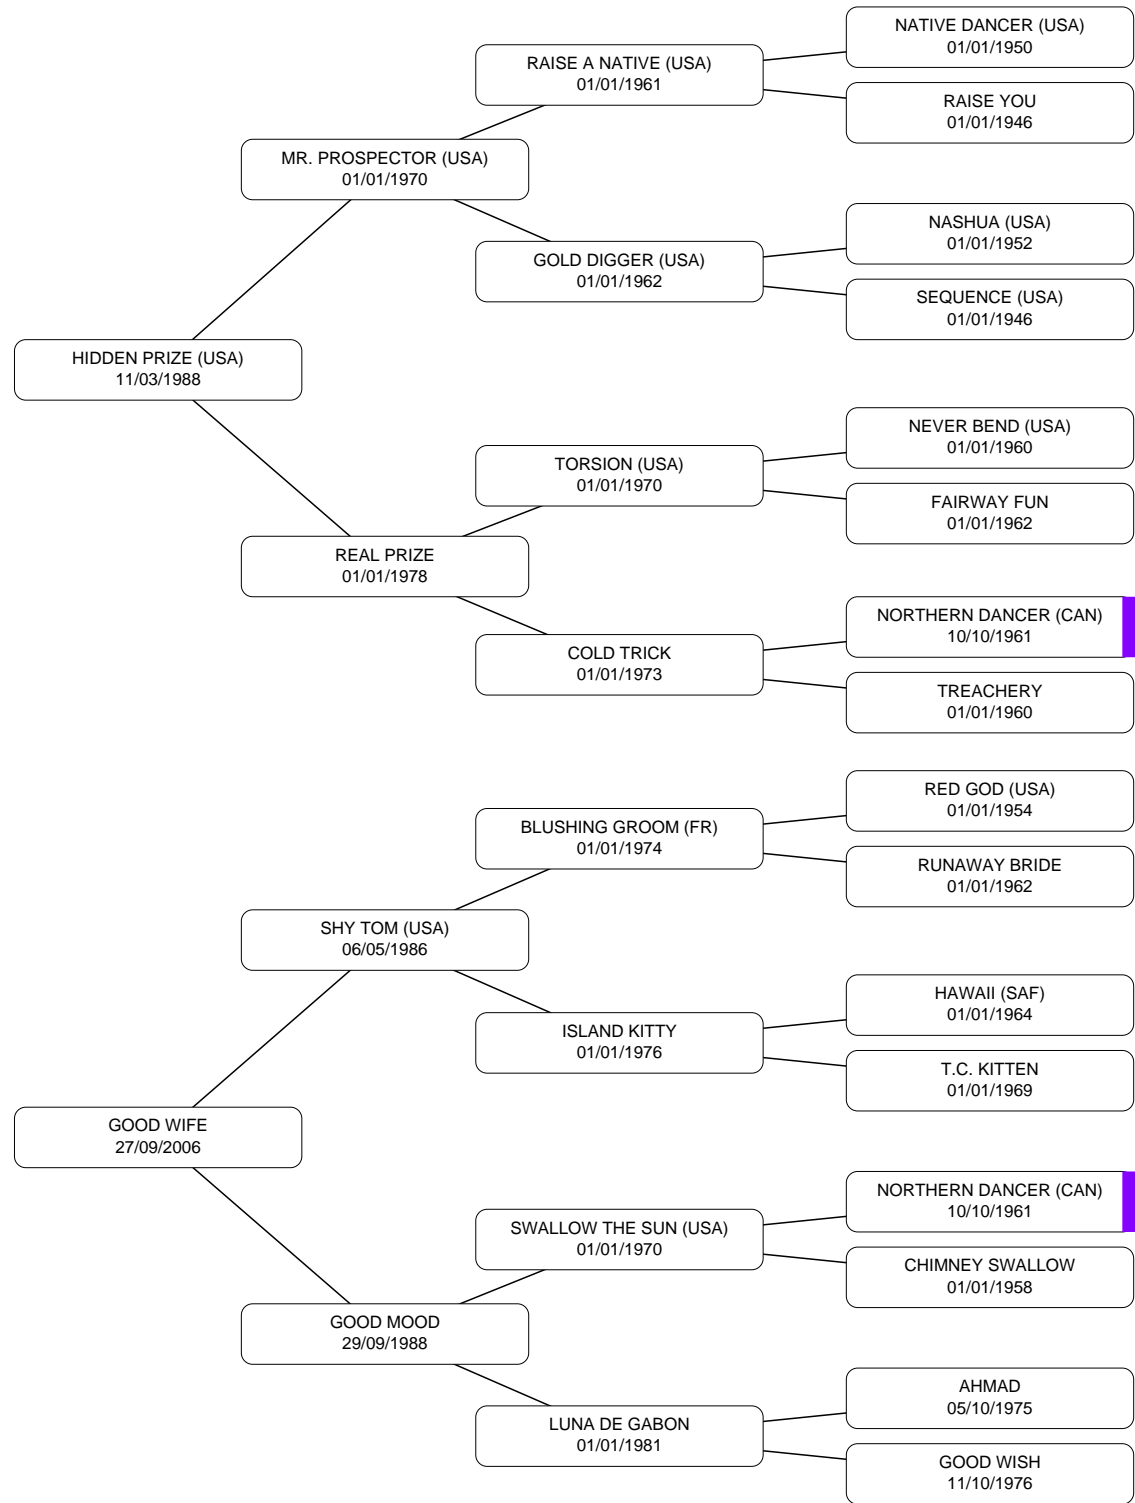 NATIVE DANCER (USA)
01/01/1950
RAISE A NATIVE (USA)
01/01/1961
RAISE YOU
01/01/1946
MR. PROSPECTOR (USA)
01/01/1970
NASHUA (USA)
01/01/1952
GOLD DIGGER (USA)
01/01/1962
SEQUENCE (USA)
01/01/1946
HIDDEN PRIZE (USA)
11/03/1988
NEVER BEND (USA)
01/01/1960
TORSION (USA)
01/01/1970
FAIRWAY FUN
01/01/1962
REAL PRIZE
01/01/1978
NORTHERN DANCER (CAN)
10/10/1961
COLD TRICK
01/01/1973
TREACHERY
01/01/1960
RED GOD (USA)
01/01/1954
BLUSHING GROOM (FR)
01/01/1974
RUNAWAY BRIDE
01/01/1962
SHY TOM (USA)
06/05/1986
HAWAII (SAF)
01/01/1964
ISLAND KITTY
01/01/1976
T.C. KITTEN
01/01/1969
GOOD WIFE
27/09/2006
NORTHERN DANCER (CAN)
10/10/1961
SWALLOW THE SUN (USA)
01/01/1970
CHIMNEY SWALLOW
01/01/1958
GOOD MOOD
29/09/1988
AHMAD
05/10/1975
LUNA DE GABON
01/01/1981
GOOD WISH
11/10/1976